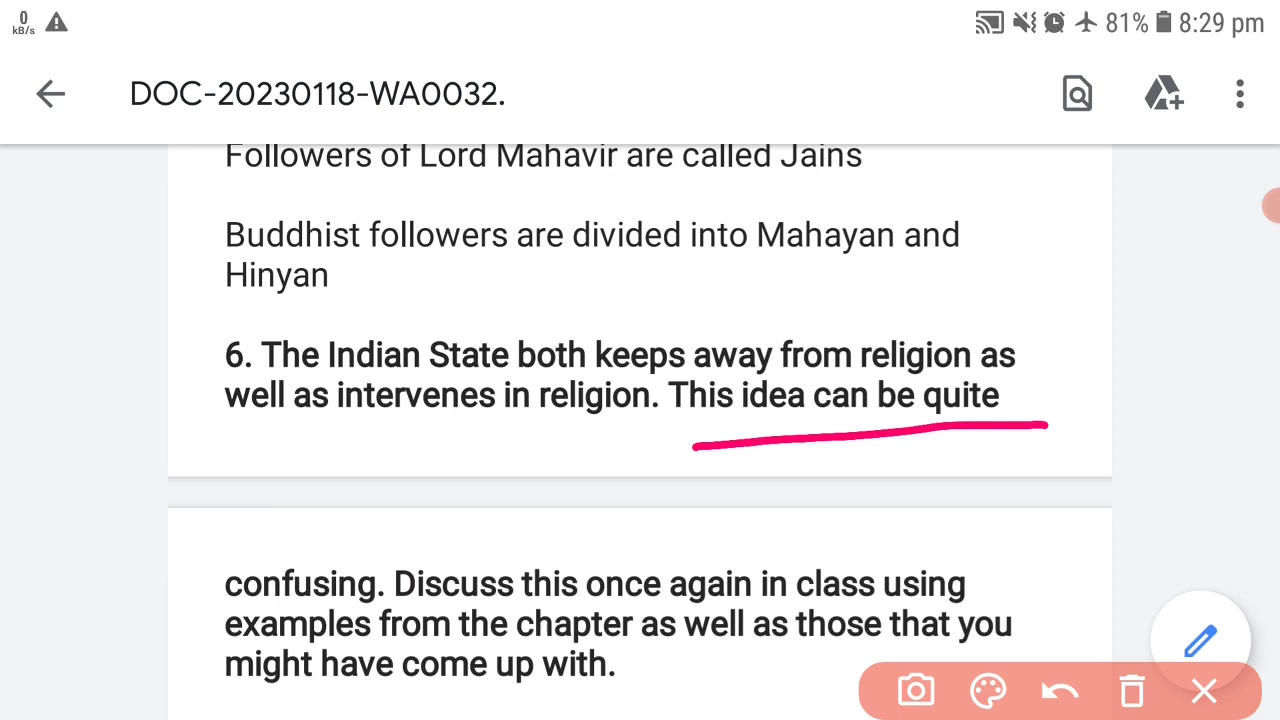 0
kB/s
81% 8:29 pm
DOC-20230118-WA0032.
Followers of Lord Mahavir are called Jains
Buddhist followers are divided into Mahayan and
Hinyan
6. The Indian State both keeps away from religion as
well as intervenes in religion. This idea can be quite
confusing. Discuss this once again in class using
examples from the chapter as well as those that you
might have come up with.